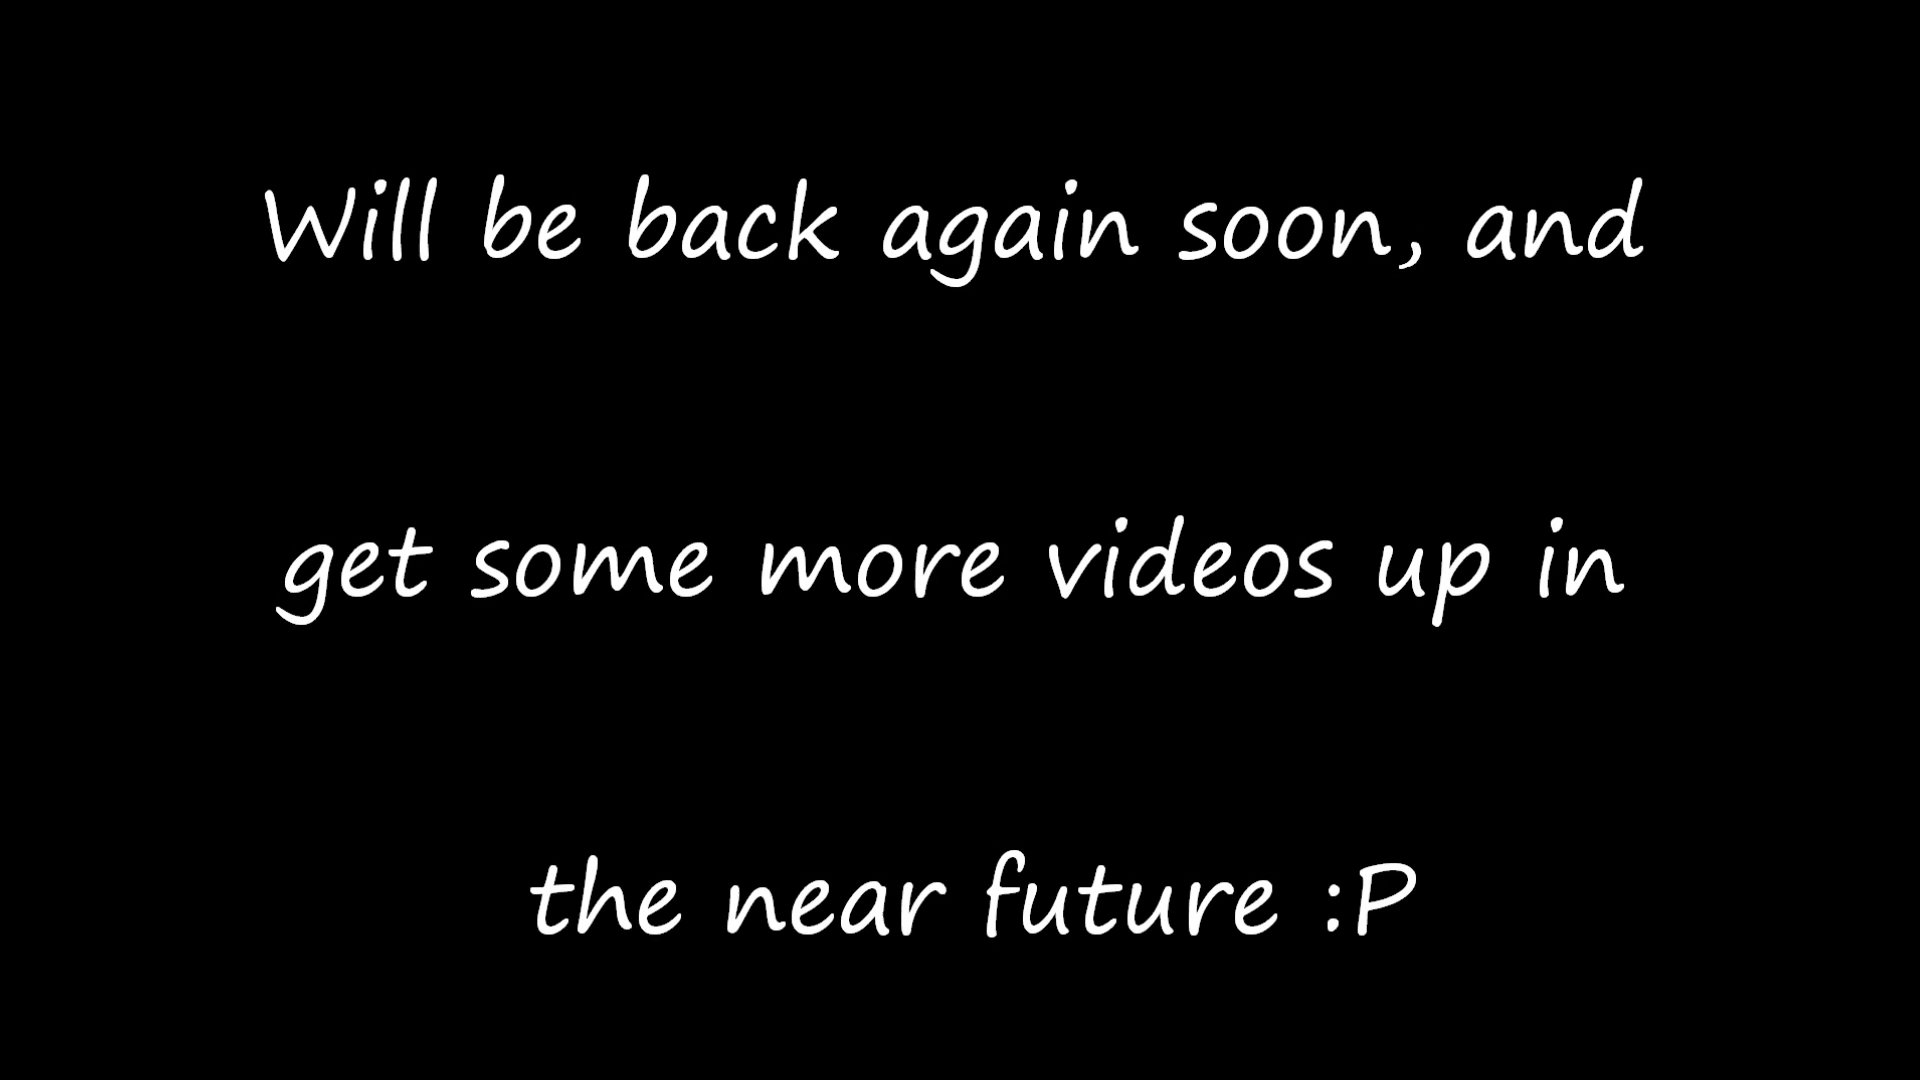 Will be back again soon, and
get some more videos up in
the near future :P